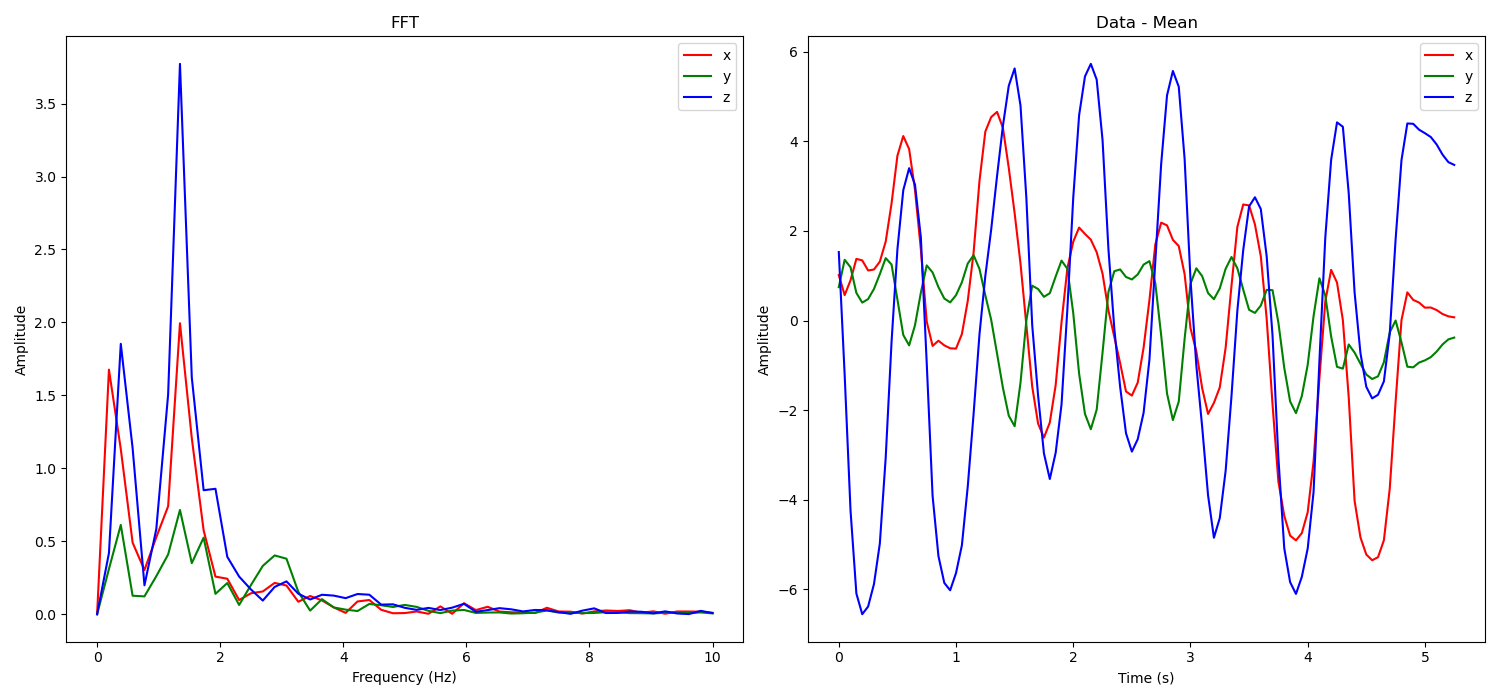 FFT
Amplitude
3.5
3.0
2.5
2.0
1.5
1.0
0.5
0.0
0 2 4 6 8 10
Frequency (Hz)
x
y
z
Data - Mean
Amplitude
6
4
2
0
−2
−4
−6
0 1 2 3 4 5
Time (s)
x
y
z